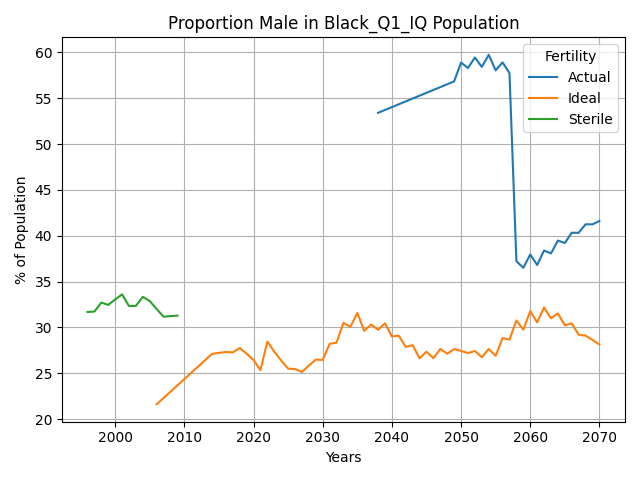 Proportion Male in Black_Q1_IQ Population
% of Population
60
55
50
45
40
35
30
25
20
Fertility
Actual
Ideal
Sterile
2000 2010 2020 2030 2040 2050 2060 2070
Years